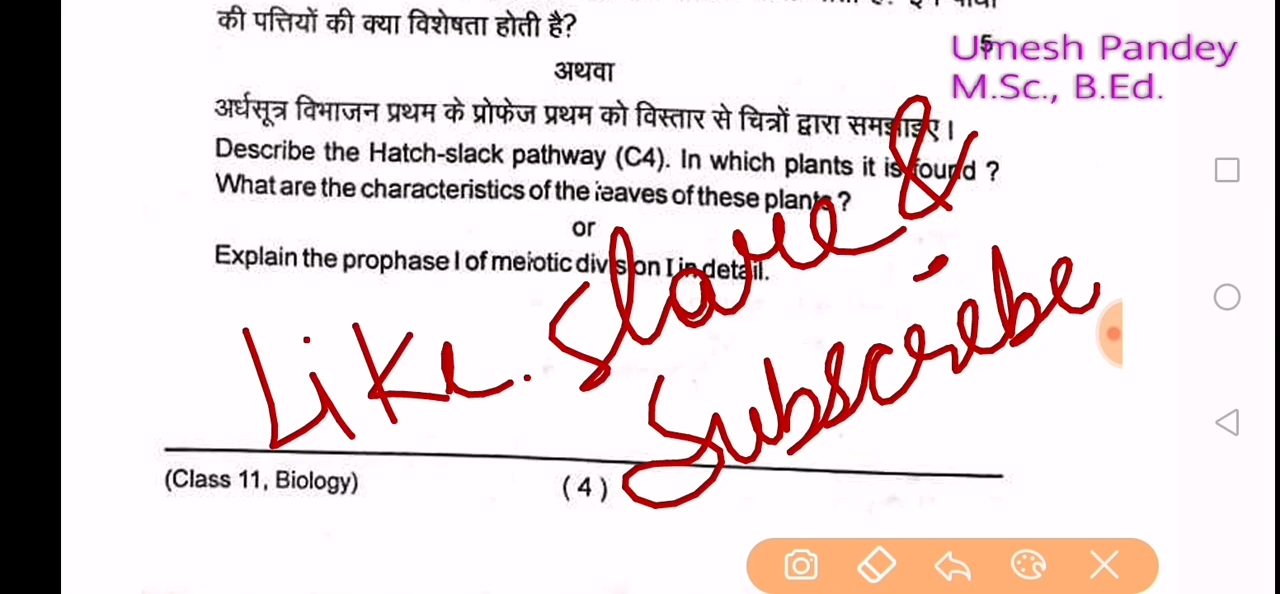 की पत्तियों की क्या विशेषता होती है?
5
Umesh Pandey
M.Sc., B.Ed.
अथवा
अर्धसूत्र विभाजन प्रथम के प्रोफेज प्रथम को विस्तार से चित्रों द्वारा समझाइए।
Describe the Hatch-slack pathway (C4). In which plants it is found ?
What are the characteristics of the leaves of these plants ?
or
Explain the prophase I of meiotic division I in detail.
Like. Share &
Subscribe
(Class 11, Biology) (4)